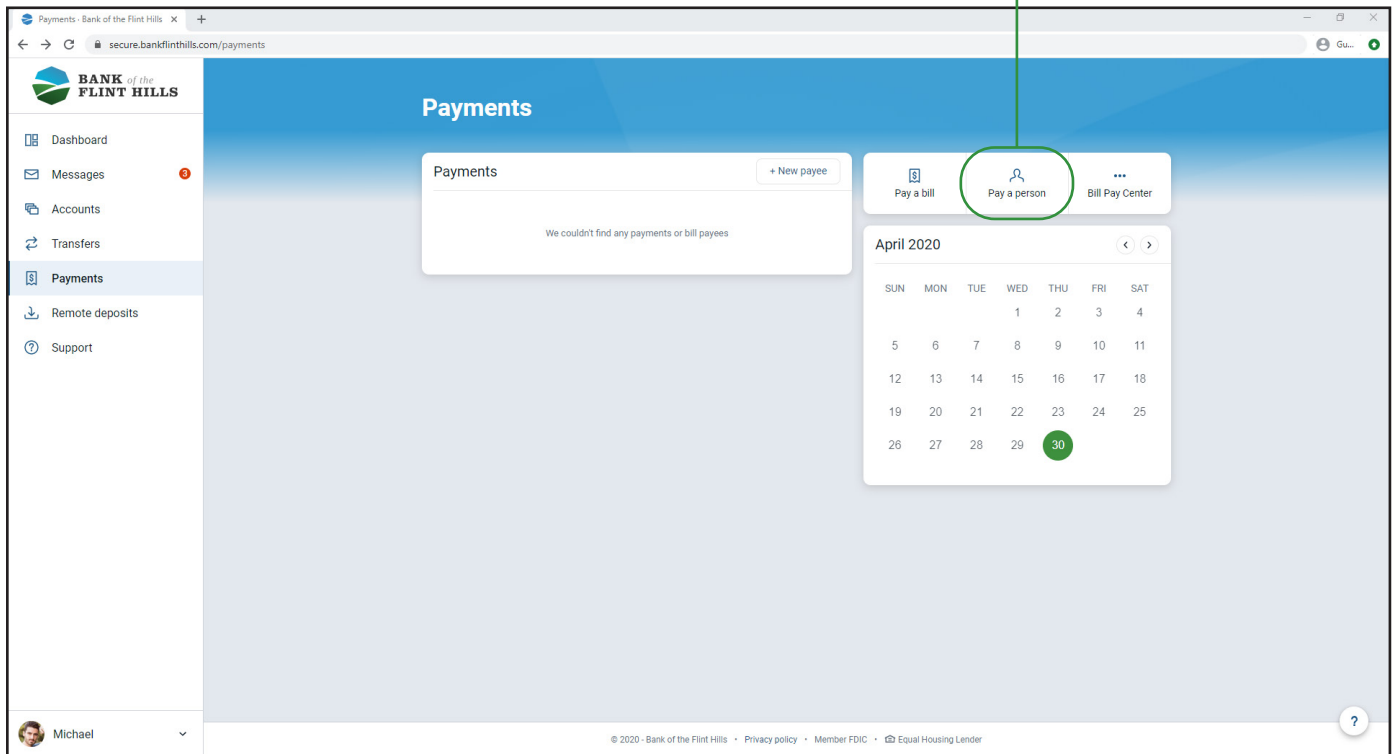 Payments · Bank of the Flint Hills
secure.bankflinthills.com/payments
Gu...
BANK of the
FLINT HILLS
Dashboard
Messages 3
Accounts
Transfers
Payments
Remote deposits
Support
Michael
Payments
Payments + New payee
We couldn't find any payments or bill payees
Pay a bill Pay a person Bill Pay Center
April 2020
SUN MON TUE WED THU FRI SAT
1 2 3 4
5 6 7 8 9 10 11
12 13 14 15 16 17 18
19 20 21 22 23 24 25
26 27 28 29 30
?
© 2020 - Bank of the Flint Hills • Privacy policy • Member FDIC • Equal Housing Lender